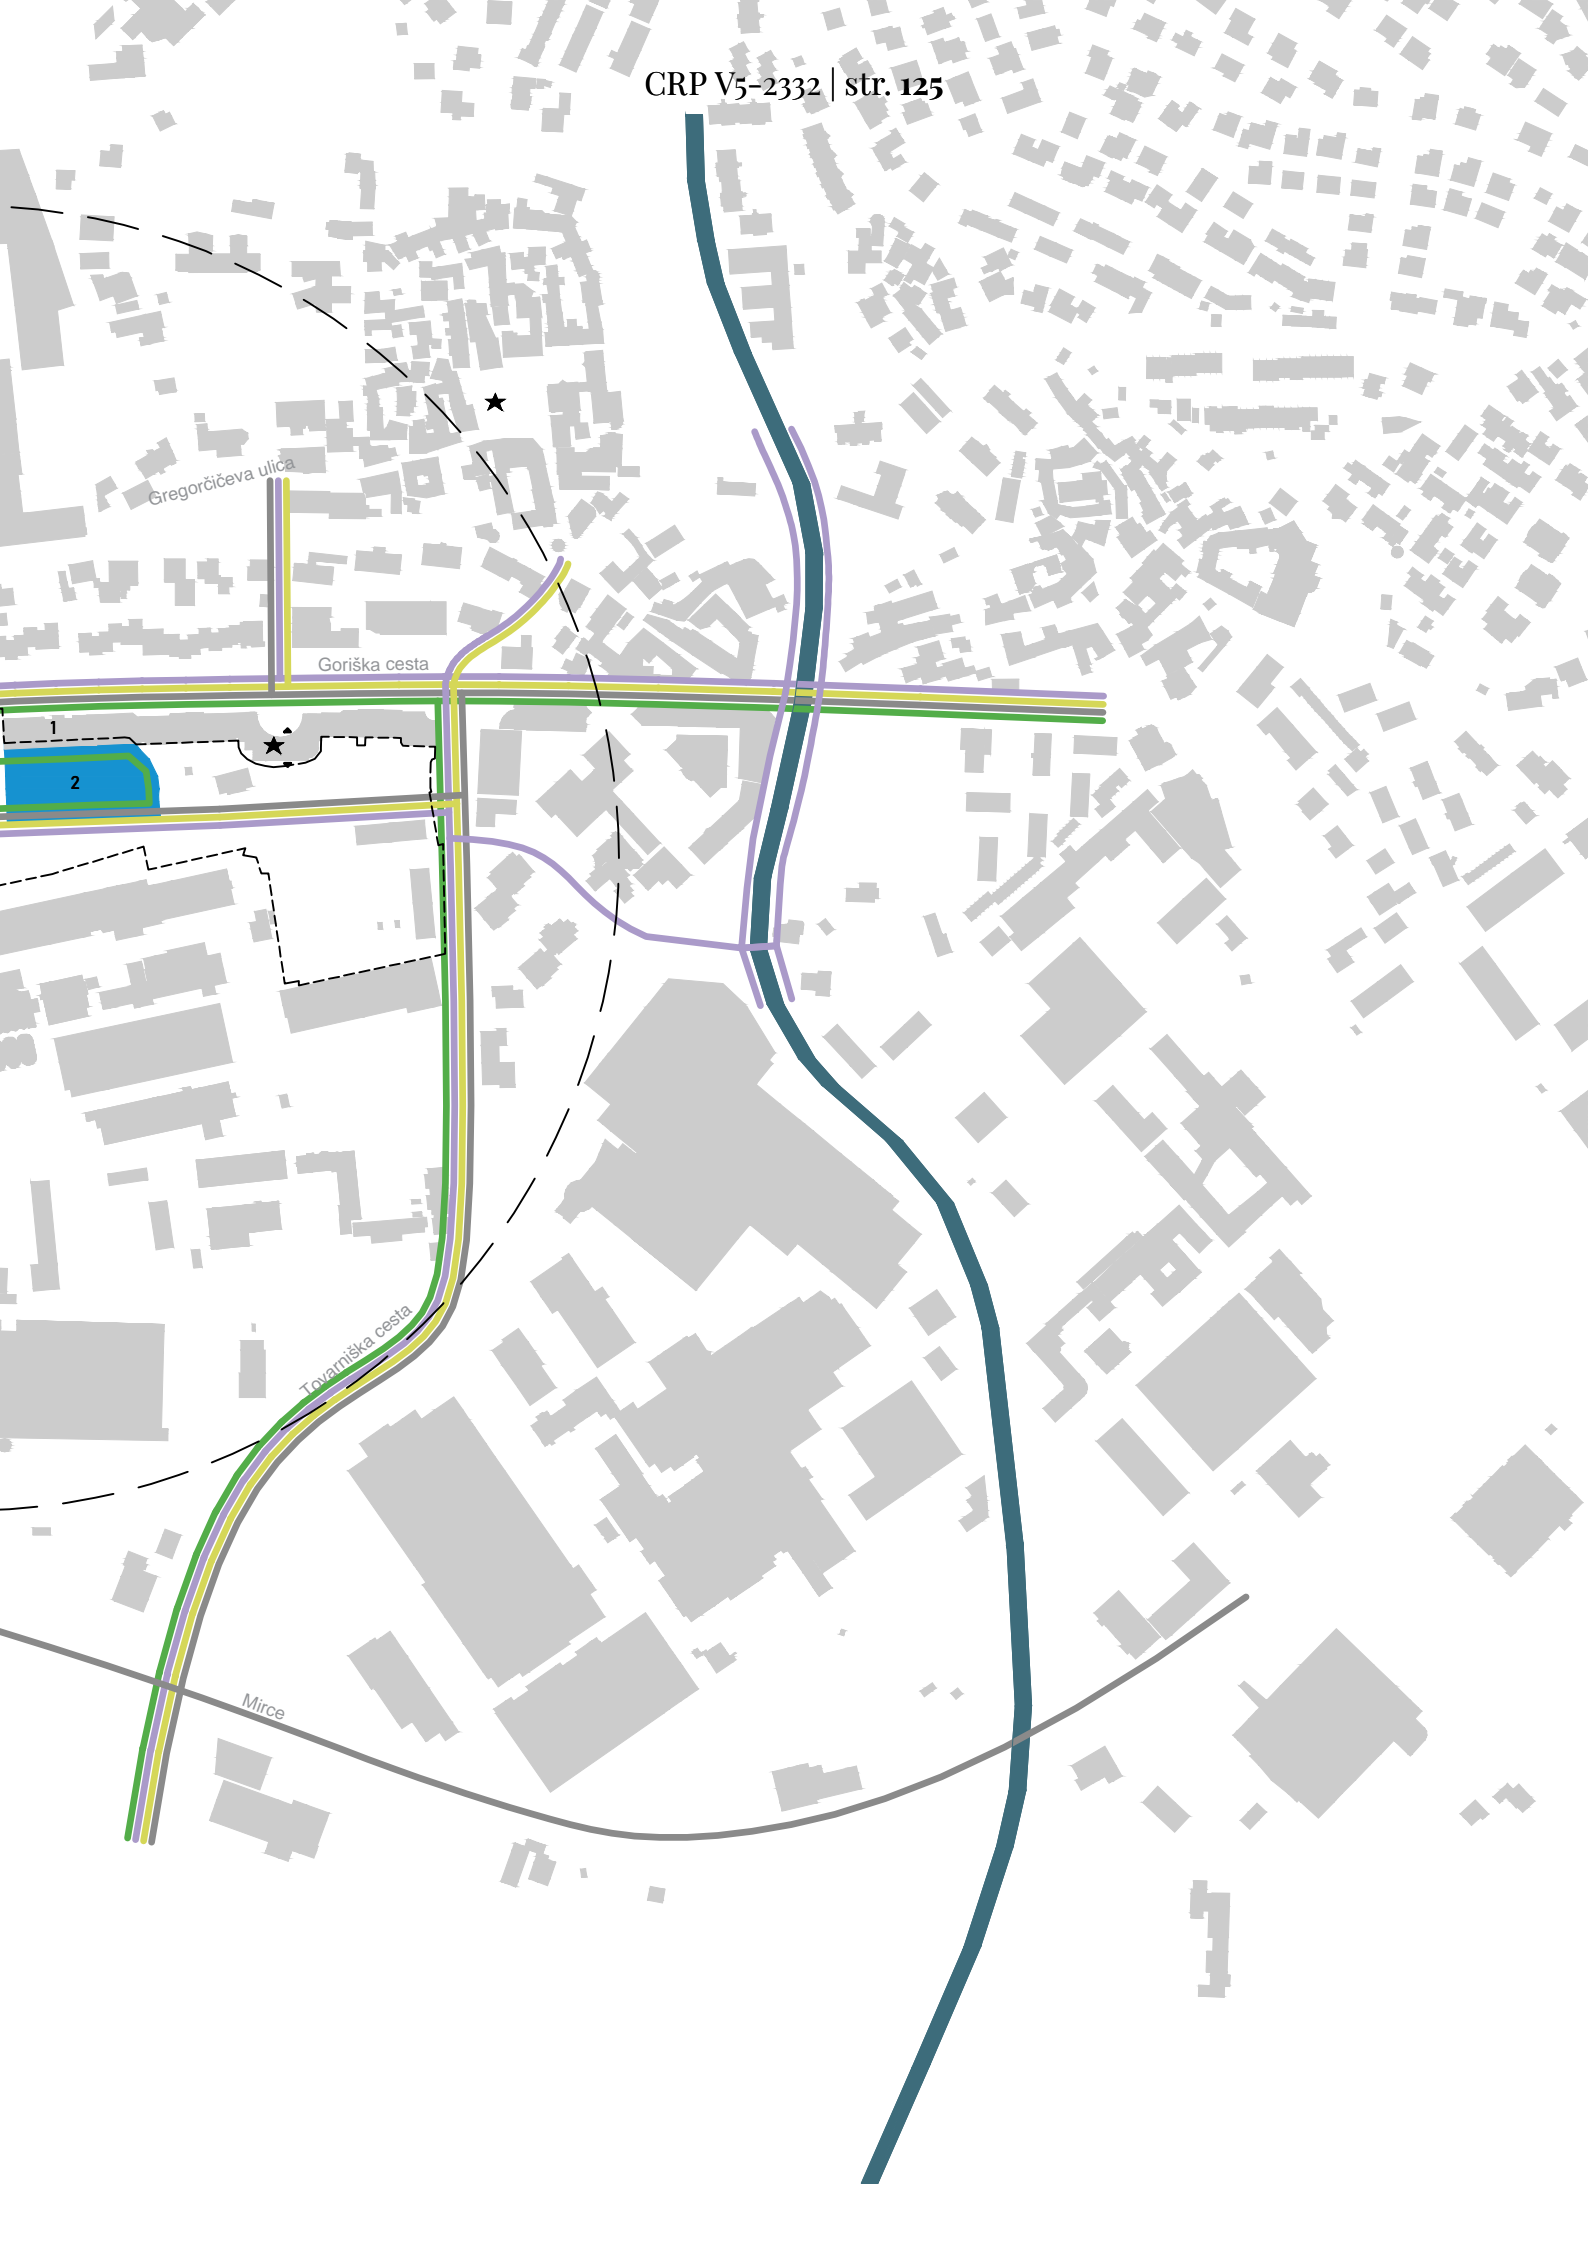 CRP V5-2332 | str. 125
Gregorčičeva ulica
Goriška cesta
1
2
Tovarniška cesta
Mirce